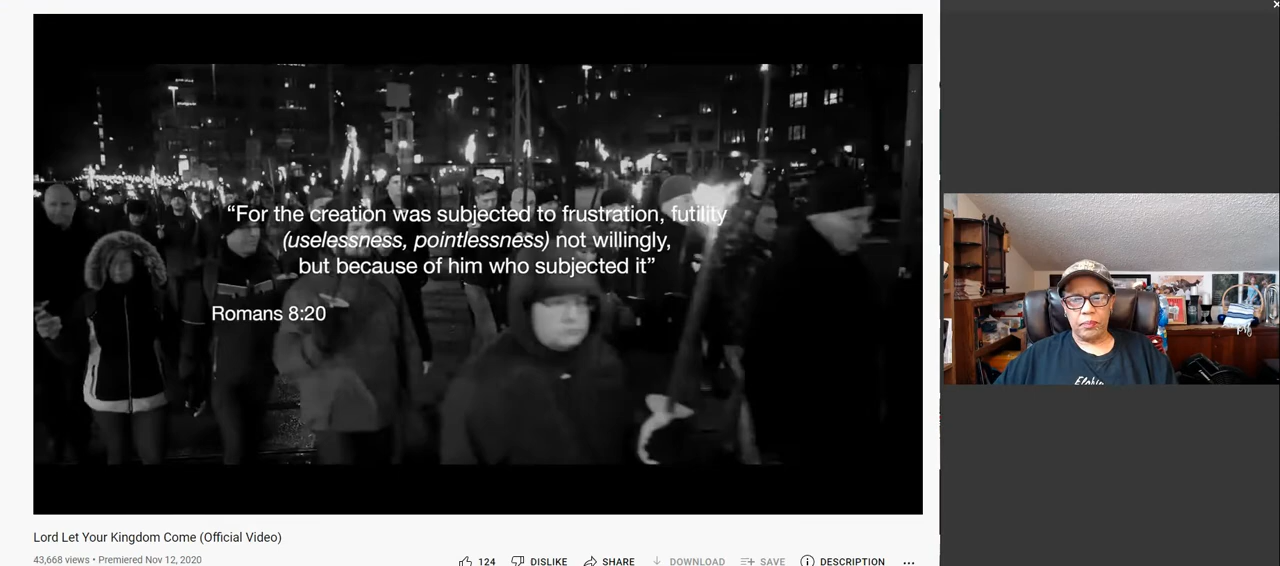 “For the creation was subjected to frustration, futility
(uselessness, pointlessness) not willingly,
but because of him who subjected it”
Romans 8:20
Lord Let Your Kingdom Come (Official Video)
43,668 views • Premiered Nov 12, 2020
124 DISLIKE SHARE DOWNLOAD SAVE DESCRIPTION